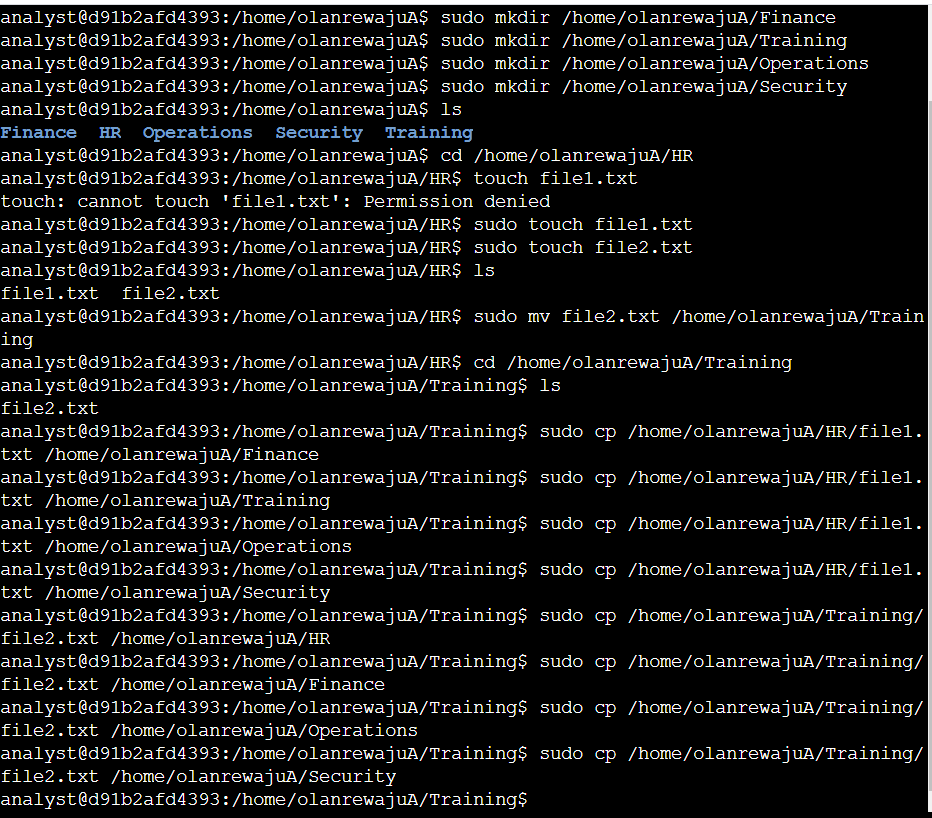 analyst@d91b2afd4393:/home/olanrewajuA$ sudo mkdir /home/olanrewajuA/Finance
analyst@d91b2afd4393:/home/olanrewajuA$ sudo mkdir /home/olanrewajuA/Training
analyst@d91b2afd4393:/home/olanrewajuA$ sudo mkdir /home/olanrewajuA/Operations
analyst@d91b2afd4393:/home/olanrewajuA$ sudo mkdir /home/olanrewajuA/Security
analyst@d91b2afd4393:/home/olanrewajuA$ ls
Finance  HR  Operations  Security  Training
analyst@d91b2afd4393:/home/olanrewajuA$ cd /home/olanrewajuA/HR
analyst@d91b2afd4393:/home/olanrewajuA/HR$ touch file1.txt
touch: cannot touch 'file1.txt': Permission denied
analyst@d91b2afd4393:/home/olanrewajuA/HR$ sudo touch file1.txt
analyst@d91b2afd4393:/home/olanrewajuA/HR$ sudo touch file2.txt
analyst@d91b2afd4393:/home/olanrewajuA/HR$ ls
file1.txt  file2.txt
analyst@d91b2afd4393:/home/olanrewajuA/HR$ sudo mv file2.txt /home/olanrewajuA/Train
ing
analyst@d91b2afd4393:/home/olanrewajuA/HR$ cd /home/olanrewajuA/Training
analyst@d91b2afd4393:/home/olanrewajuA/Training$ ls
file2.txt
analyst@d91b2afd4393:/home/olanrewajuA/Training$ sudo cp /home/olanrewajuA/HR/file1.
txt /home/olanrewajuA/Finance
analyst@d91b2afd4393:/home/olanrewajuA/Training$ sudo cp /home/olanrewajuA/HR/file1.
txt /home/olanrewajuA/Training
analyst@d91b2afd4393:/home/olanrewajuA/Training$ sudo cp /home/olanrewajuA/HR/file1.
txt /home/olanrewajuA/Operations
analyst@d91b2afd4393:/home/olanrewajuA/Training$ sudo cp /home/olanrewajuA/HR/file1.
txt /home/olanrewajuA/Security
analyst@d91b2afd4393:/home/olanrewajuA/Training$ sudo cp /home/olanrewajuA/Training/
file2.txt /home/olanrewajuA/HR
analyst@d91b2afd4393:/home/olanrewajuA/Training$ sudo cp /home/olanrewajuA/Training/
file2.txt /home/olanrewajuA/Finance
analyst@d91b2afd4393:/home/olanrewajuA/Training$ sudo cp /home/olanrewajuA/Training/
file2.txt /home/olanrewajuA/Operations
analyst@d91b2afd4393:/home/olanrewajuA/Training$ sudo cp /home/olanrewajuA/Training/
file2.txt /home/olanrewajuA/Security
analyst@d91b2afd4393:/home/olanrewajuA/Training$